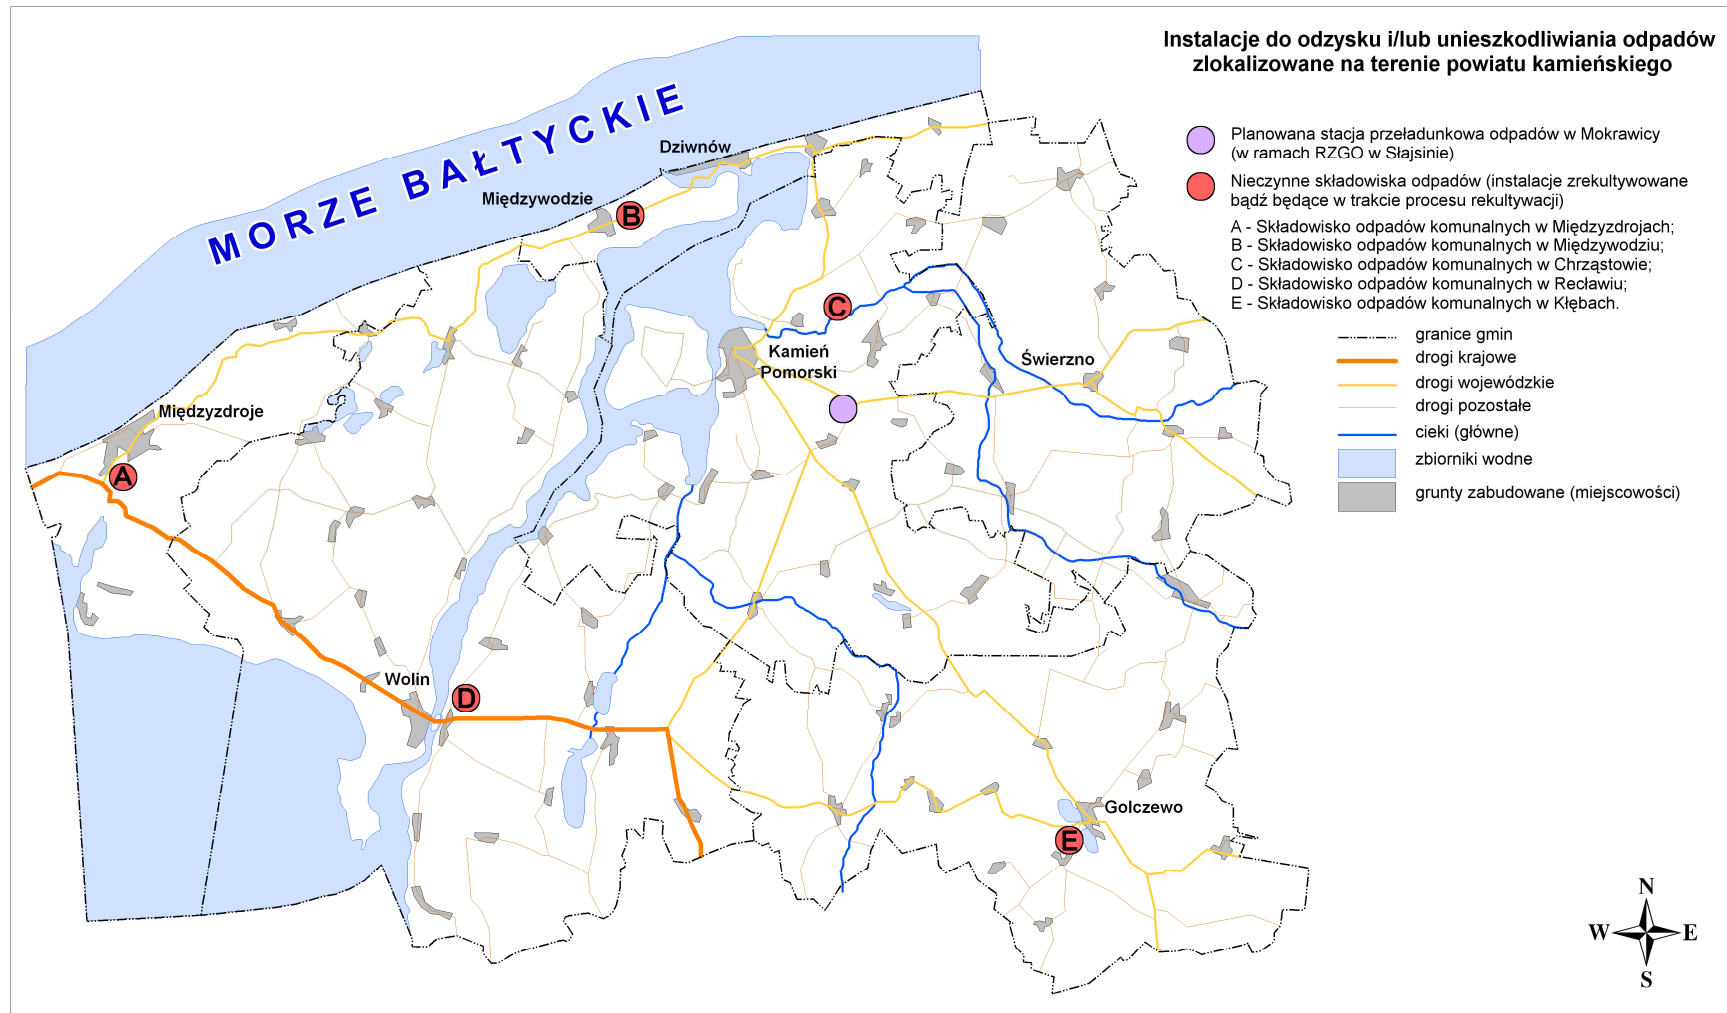 Instalacje do odzysku i/lub unieszkodliwiania odpadów
zlokalizowane na terenie powiatu kamieńskiego
Planowana stacja przeładunkowa odpadów w Mokrawicy
(w ramach RZGO w Słajsinie)
Nieczynne składowiska odpadów (instalacje zrekultywowane
bądź będące w trakcie procesu rekultywacji)
A - Składowisko odpadów komunalnych w Międzyzdrojach;
B - Składowisko odpadów komunalnych w Międzywodziu;
C - Składowisko odpadów komunalnych w Chrząstowie;
D - Składowisko odpadów komunalnych w Recławiu;
E - Składowisko odpadów komunalnych w Kłębach.
granice gmin
drogi krajowe
drogi wojewódzkie
drogi pozostałe
cieki (główne)
zbiorniki wodne
grunty zabudowane (miejscowości)
MORZE BAŁTYCKIE
Dziwnów
Międzywodzie
B
C
Kamień
Pomorski
Świerzno
Międzyzdroje
A
Wolin
D
Golczewo
E
N
W E
S